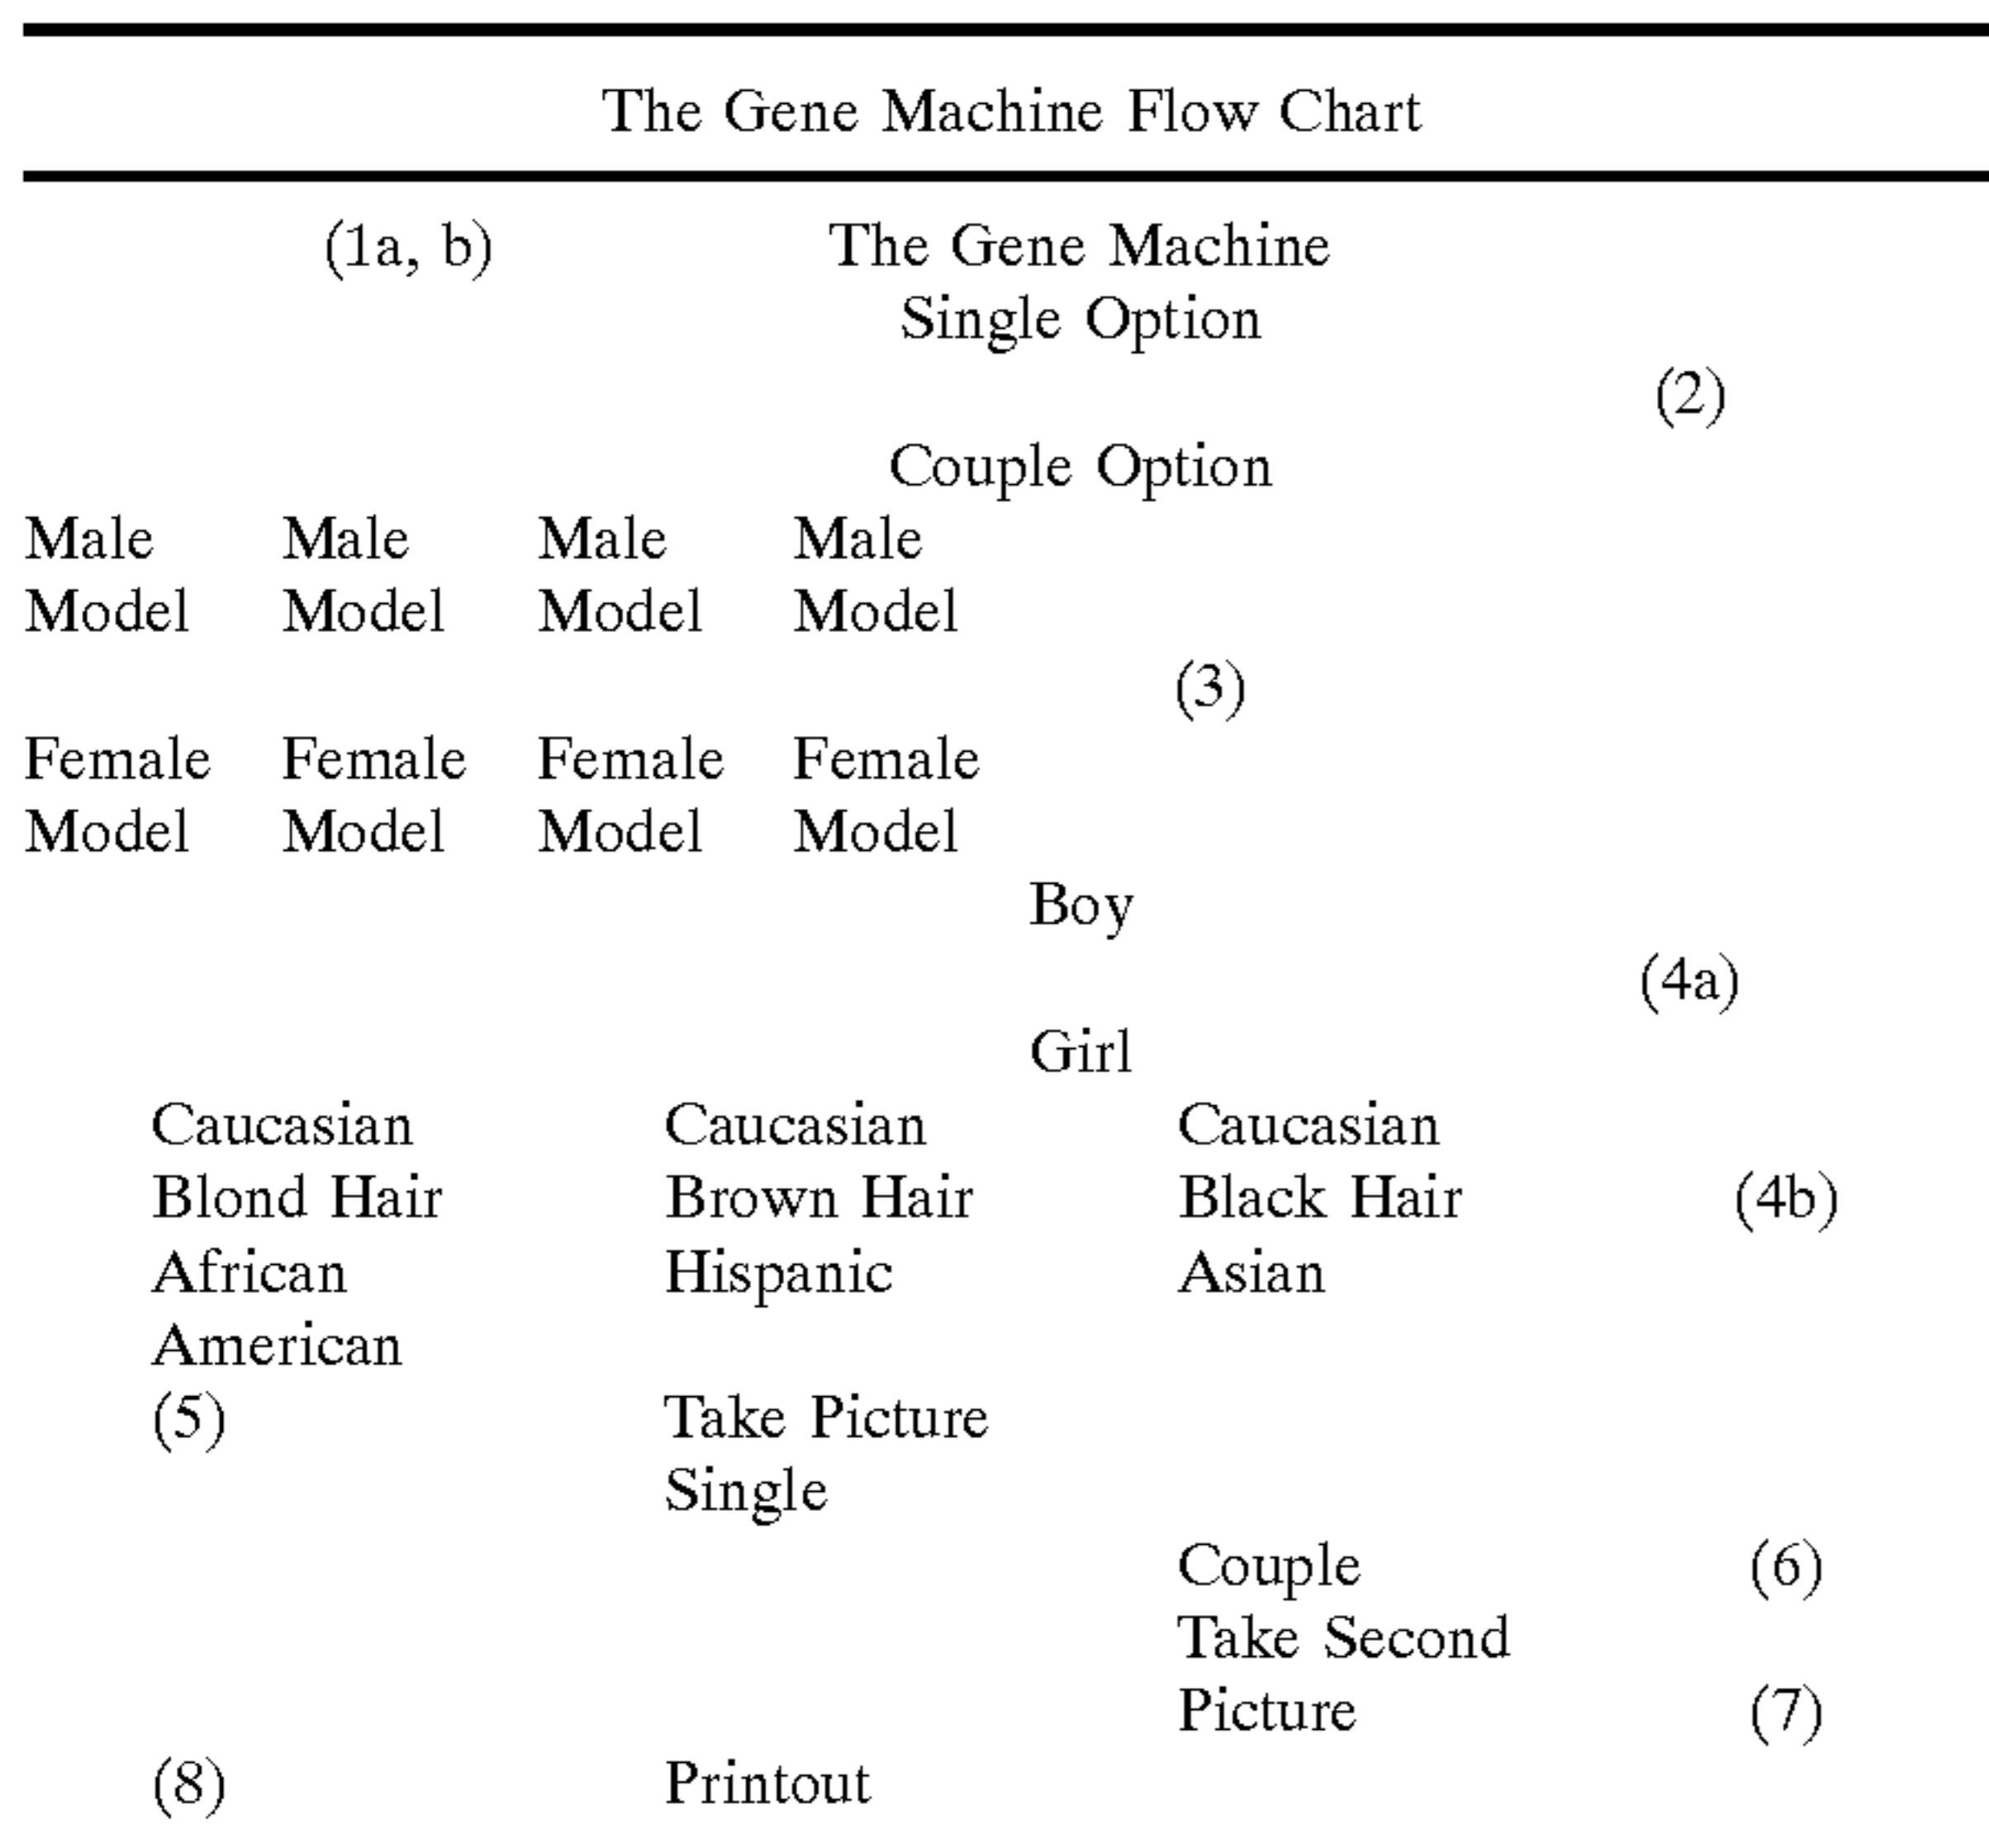 The Gene Machine Flow Chart
(1a, b) The Gene Machine
Single Option
(2)
Couple Option
Male Male Male Male
Model Model Model Model
(3)
Female Female Female Female
Model Model Model Model
Boy
(4a)
Girl
Caucasian Caucasian Caucasian
Blond Hair Brown Hair Black Hair (4b)
African Hispanic Asian
American
(5) Take Picture
Single
Couple (6)
Take Second
Picture (7)
(8) Printout